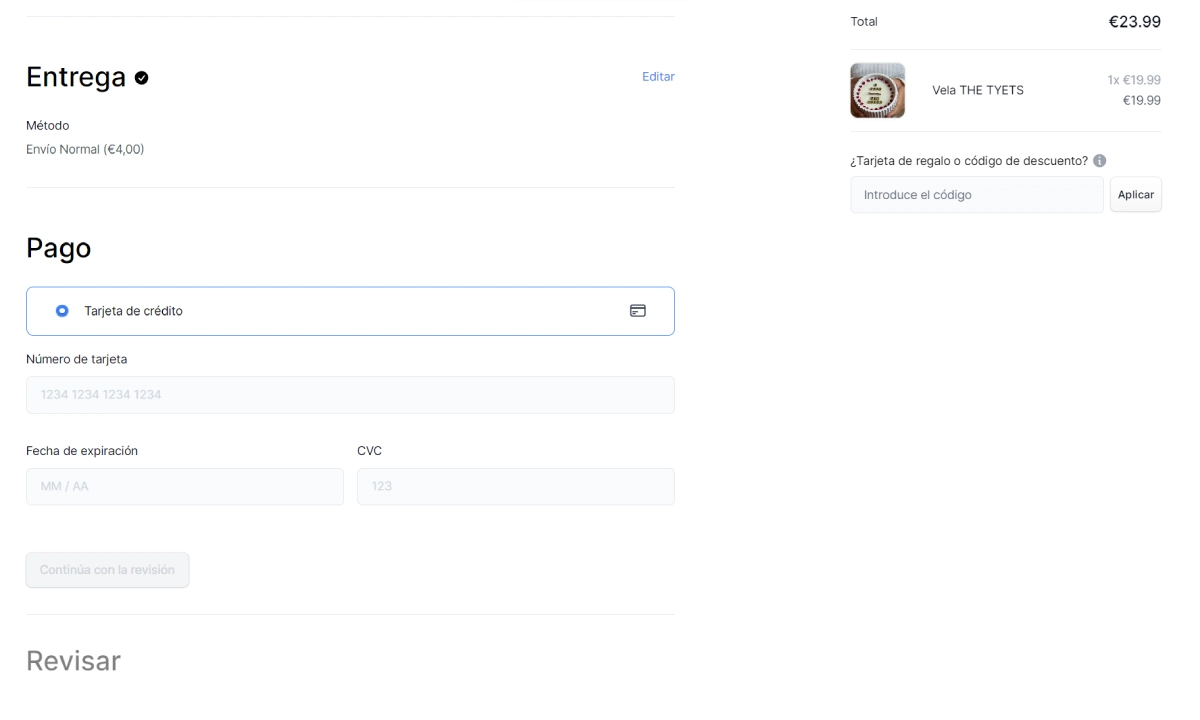 Entrega
Editar
Método
Envío Normal (€4,00)
Pago
Tarjeta de crédito
Número de tarjeta
1234 1234 1234 1234
Fecha de expiración
CVC
MM / AA
123
Continúa con la revisión
Revisar
Total
€23.99
Vela THE TYETS
1x €19.99
€19.99
¿Tarjeta de regalo o código de descuento?
Introduce el código
Aplicar